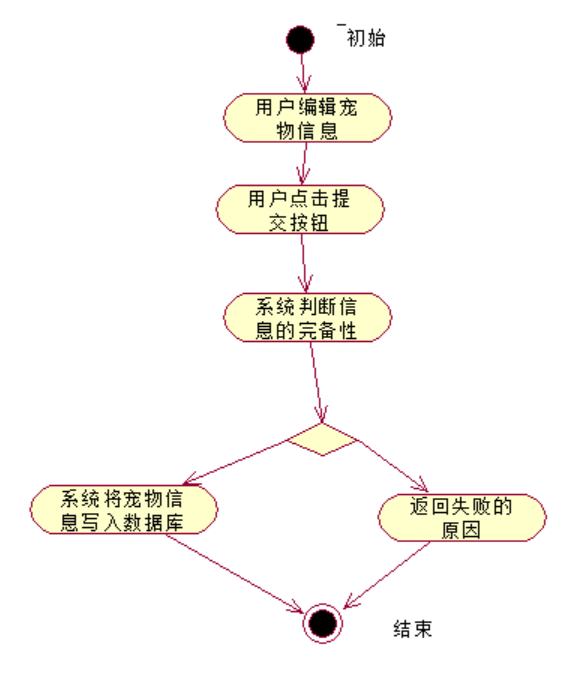 初始
用户编辑宠
物信息
用户点击提
交按钮
系统判断信
息的完备性
系统将宠物信
息写入数据库
返回失败的
原因
结束